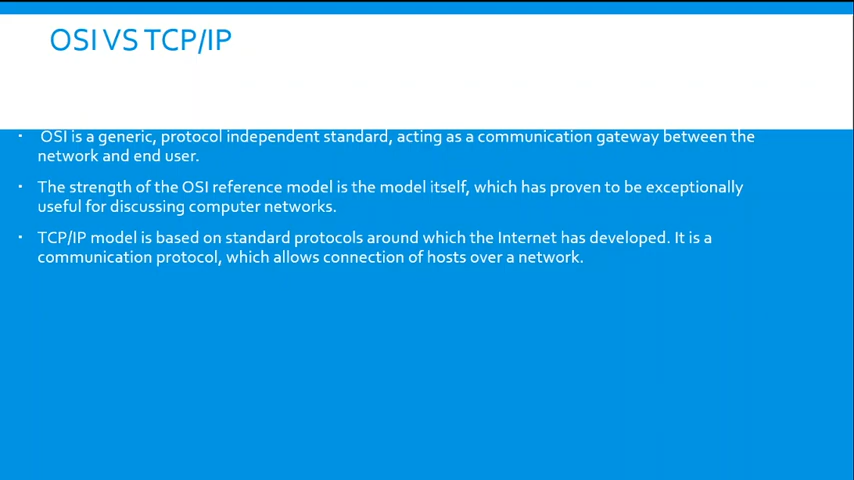 OSI VS TCP/IP
▪ OSI is a generic, protocol independent standard, acting as a communication gateway between the
network and end user.
▪ The strength of the OSI reference model is the model itself, which has proven to be exceptionally
useful for discussing computer networks.
▪ TCP/IP model is based on standard protocols around which the Internet has developed. It is a
communication protocol, which allows connection of hosts over a network.